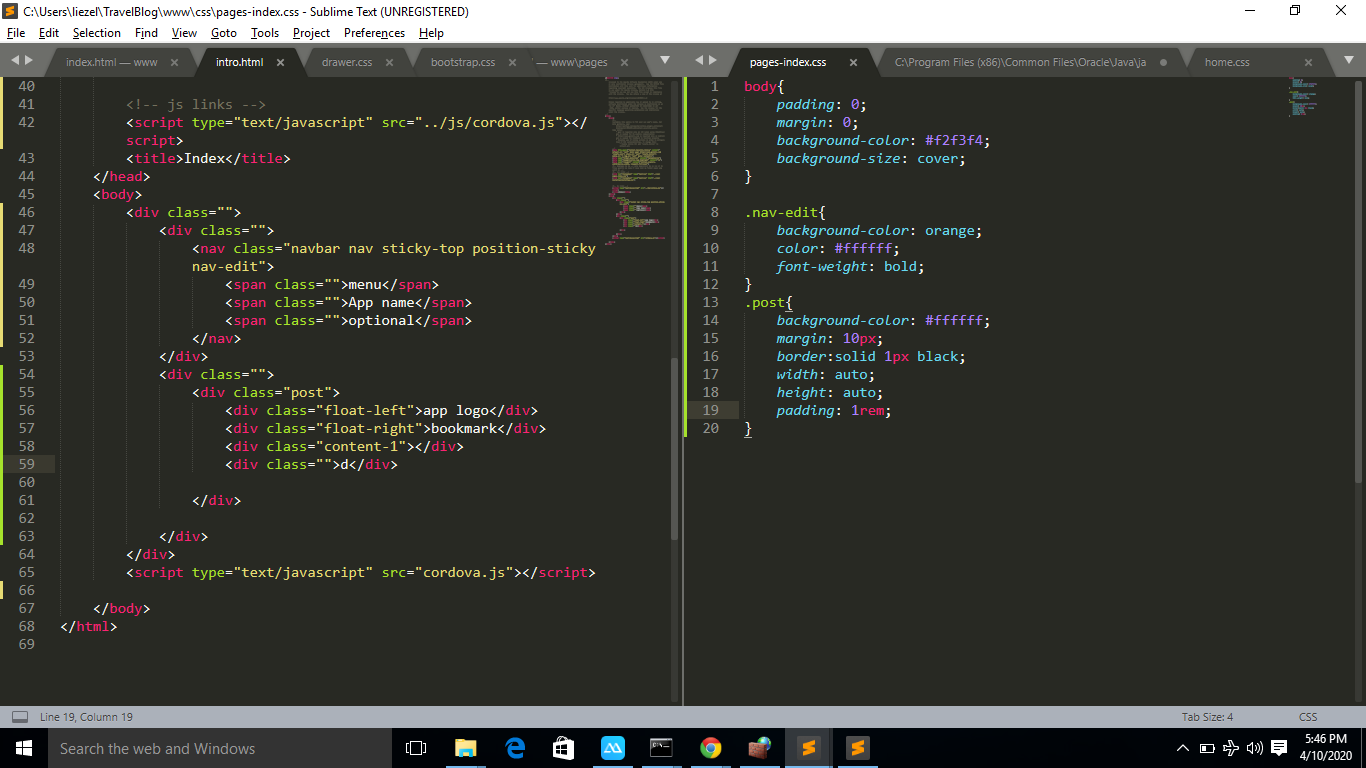 C:\Users\liezel\TravelBlog\www\css\pages-index.css - Sublime Text (UNREGISTERED)
File Edit Selection Find View Goto Tools Project Preferences Help
index.html — www × intro.html × drawer.css × bootstrap.css × — www\pages ×
40
41 <!-- js links -->
42 <script type="text/javascript" src="../js/cordova.js"></
script>
43 <title>Index</title>
44 </head>
45 <body>
46 <div class="">
47 <div class="">
48 <nav class="navbar nav sticky-top position-sticky
nav-edit">
49 <span class="">menu</span>
50 <span class="">App name</span>
51 <span class="">optional</span>
52 </nav>
53 </div>
54 <div class="">
55 <div class="post">
56 <div class="float-left">app logo</div>
57 <div class="float-right">bookmark</div>
58 <div class="content-1"></div>
59 <div class="">d</div>
60
61 </div>
62
63 </div>
64 </div>
65 <script type="text/javascript" src="cordova.js"></script>
66
67 </body>
68 </html>
69
pages-index.css × C:\Program Files (x86)\Common Files\Oracle\Java\ja home.css ×
1 body{
2 padding: 0;
3 margin: 0;
4 background-color: #f2f3f4;
5 background-size: cover;
6 }
7
8 .nav-edit{
9 background-color: orange;
10 color: #ffffff;
11 font-weight: bold;
12 }
13 .post{
14 background-color: #ffffff;
15 margin: 10px;
16 border:solid 1px black;
17 width: auto;
18 height: auto;
19 padding: 1rem;
20 }
Line 19, Column 19 Tab Size: 4 CSS
Search the web and Windows
5:46 PM
4/10/2020